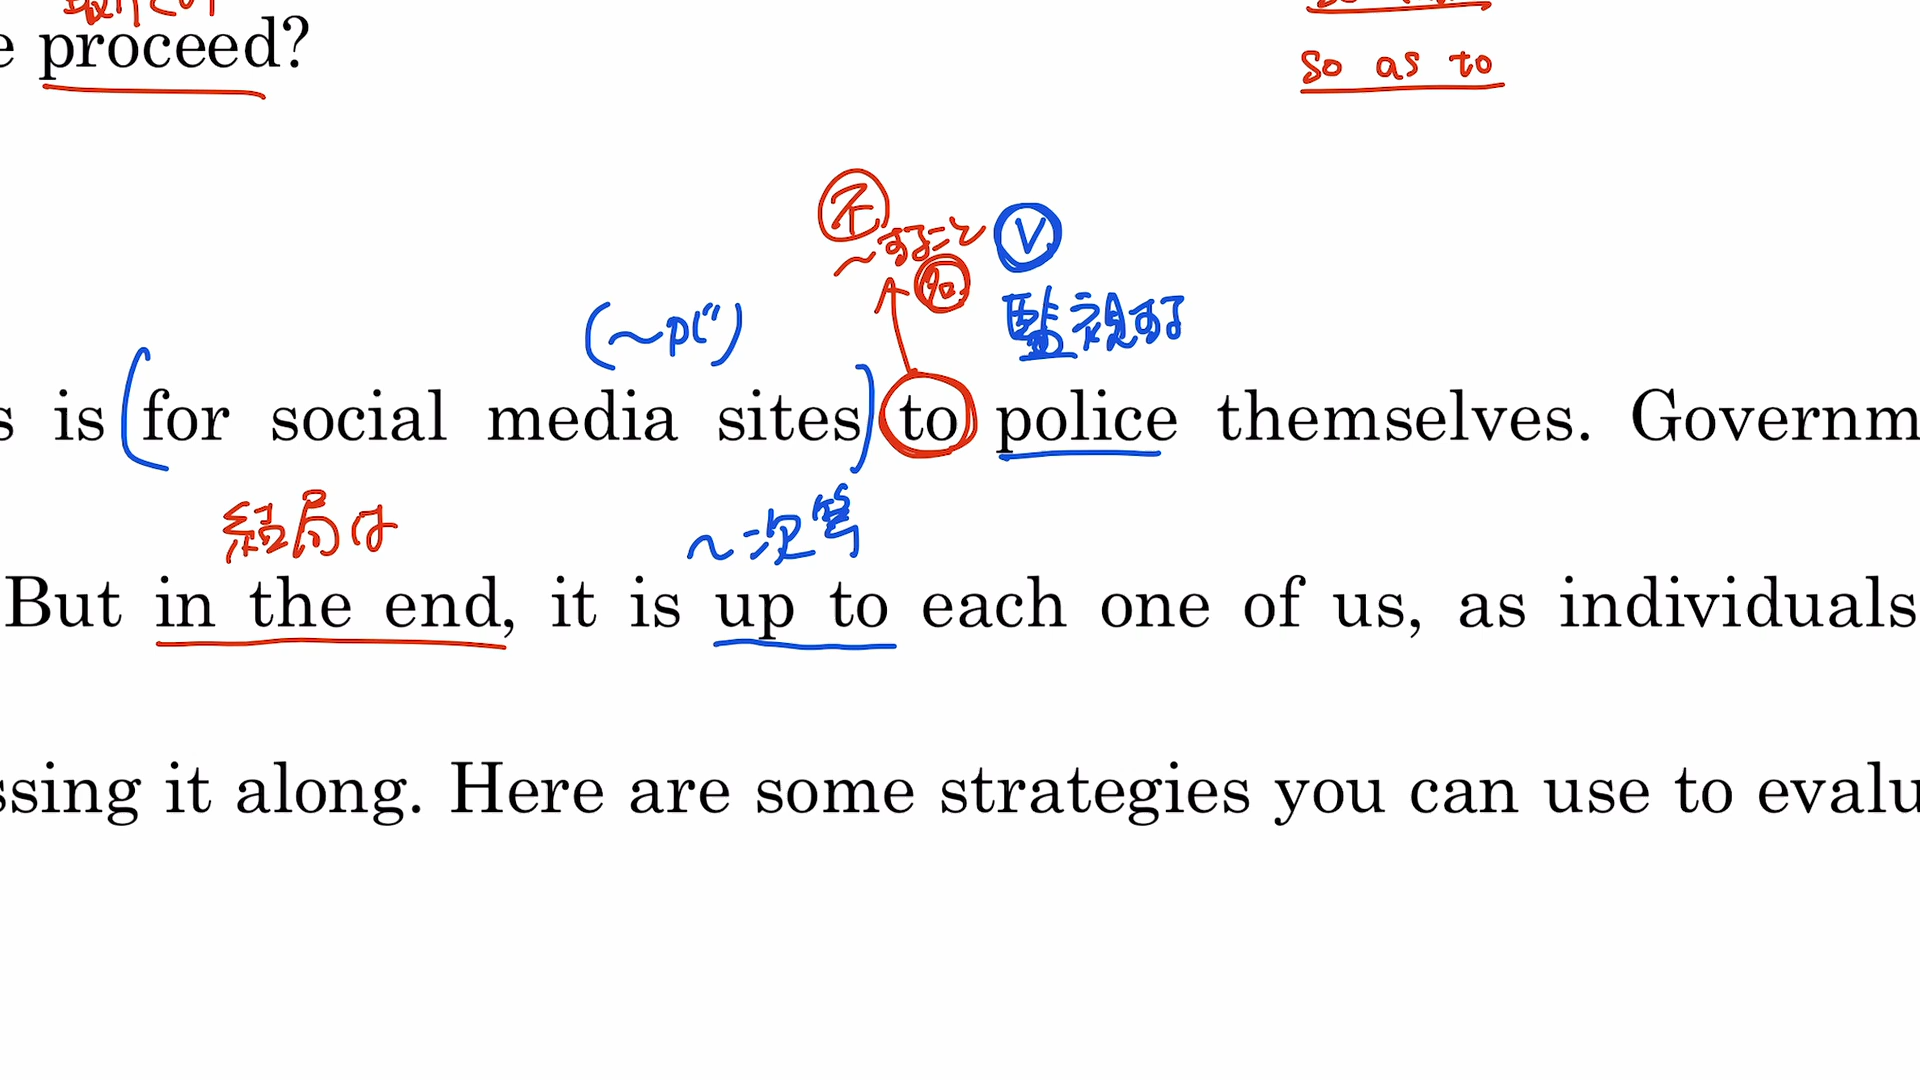 e proceed?
so as to
不
~すること
名
V
(~が)
監視する
s is (for social media sites) to police themselves. Governm
結局は
~次第
But in the end, it is up to each one of us, as individuals
ssing it along. Here are some strategies you can use to evalu